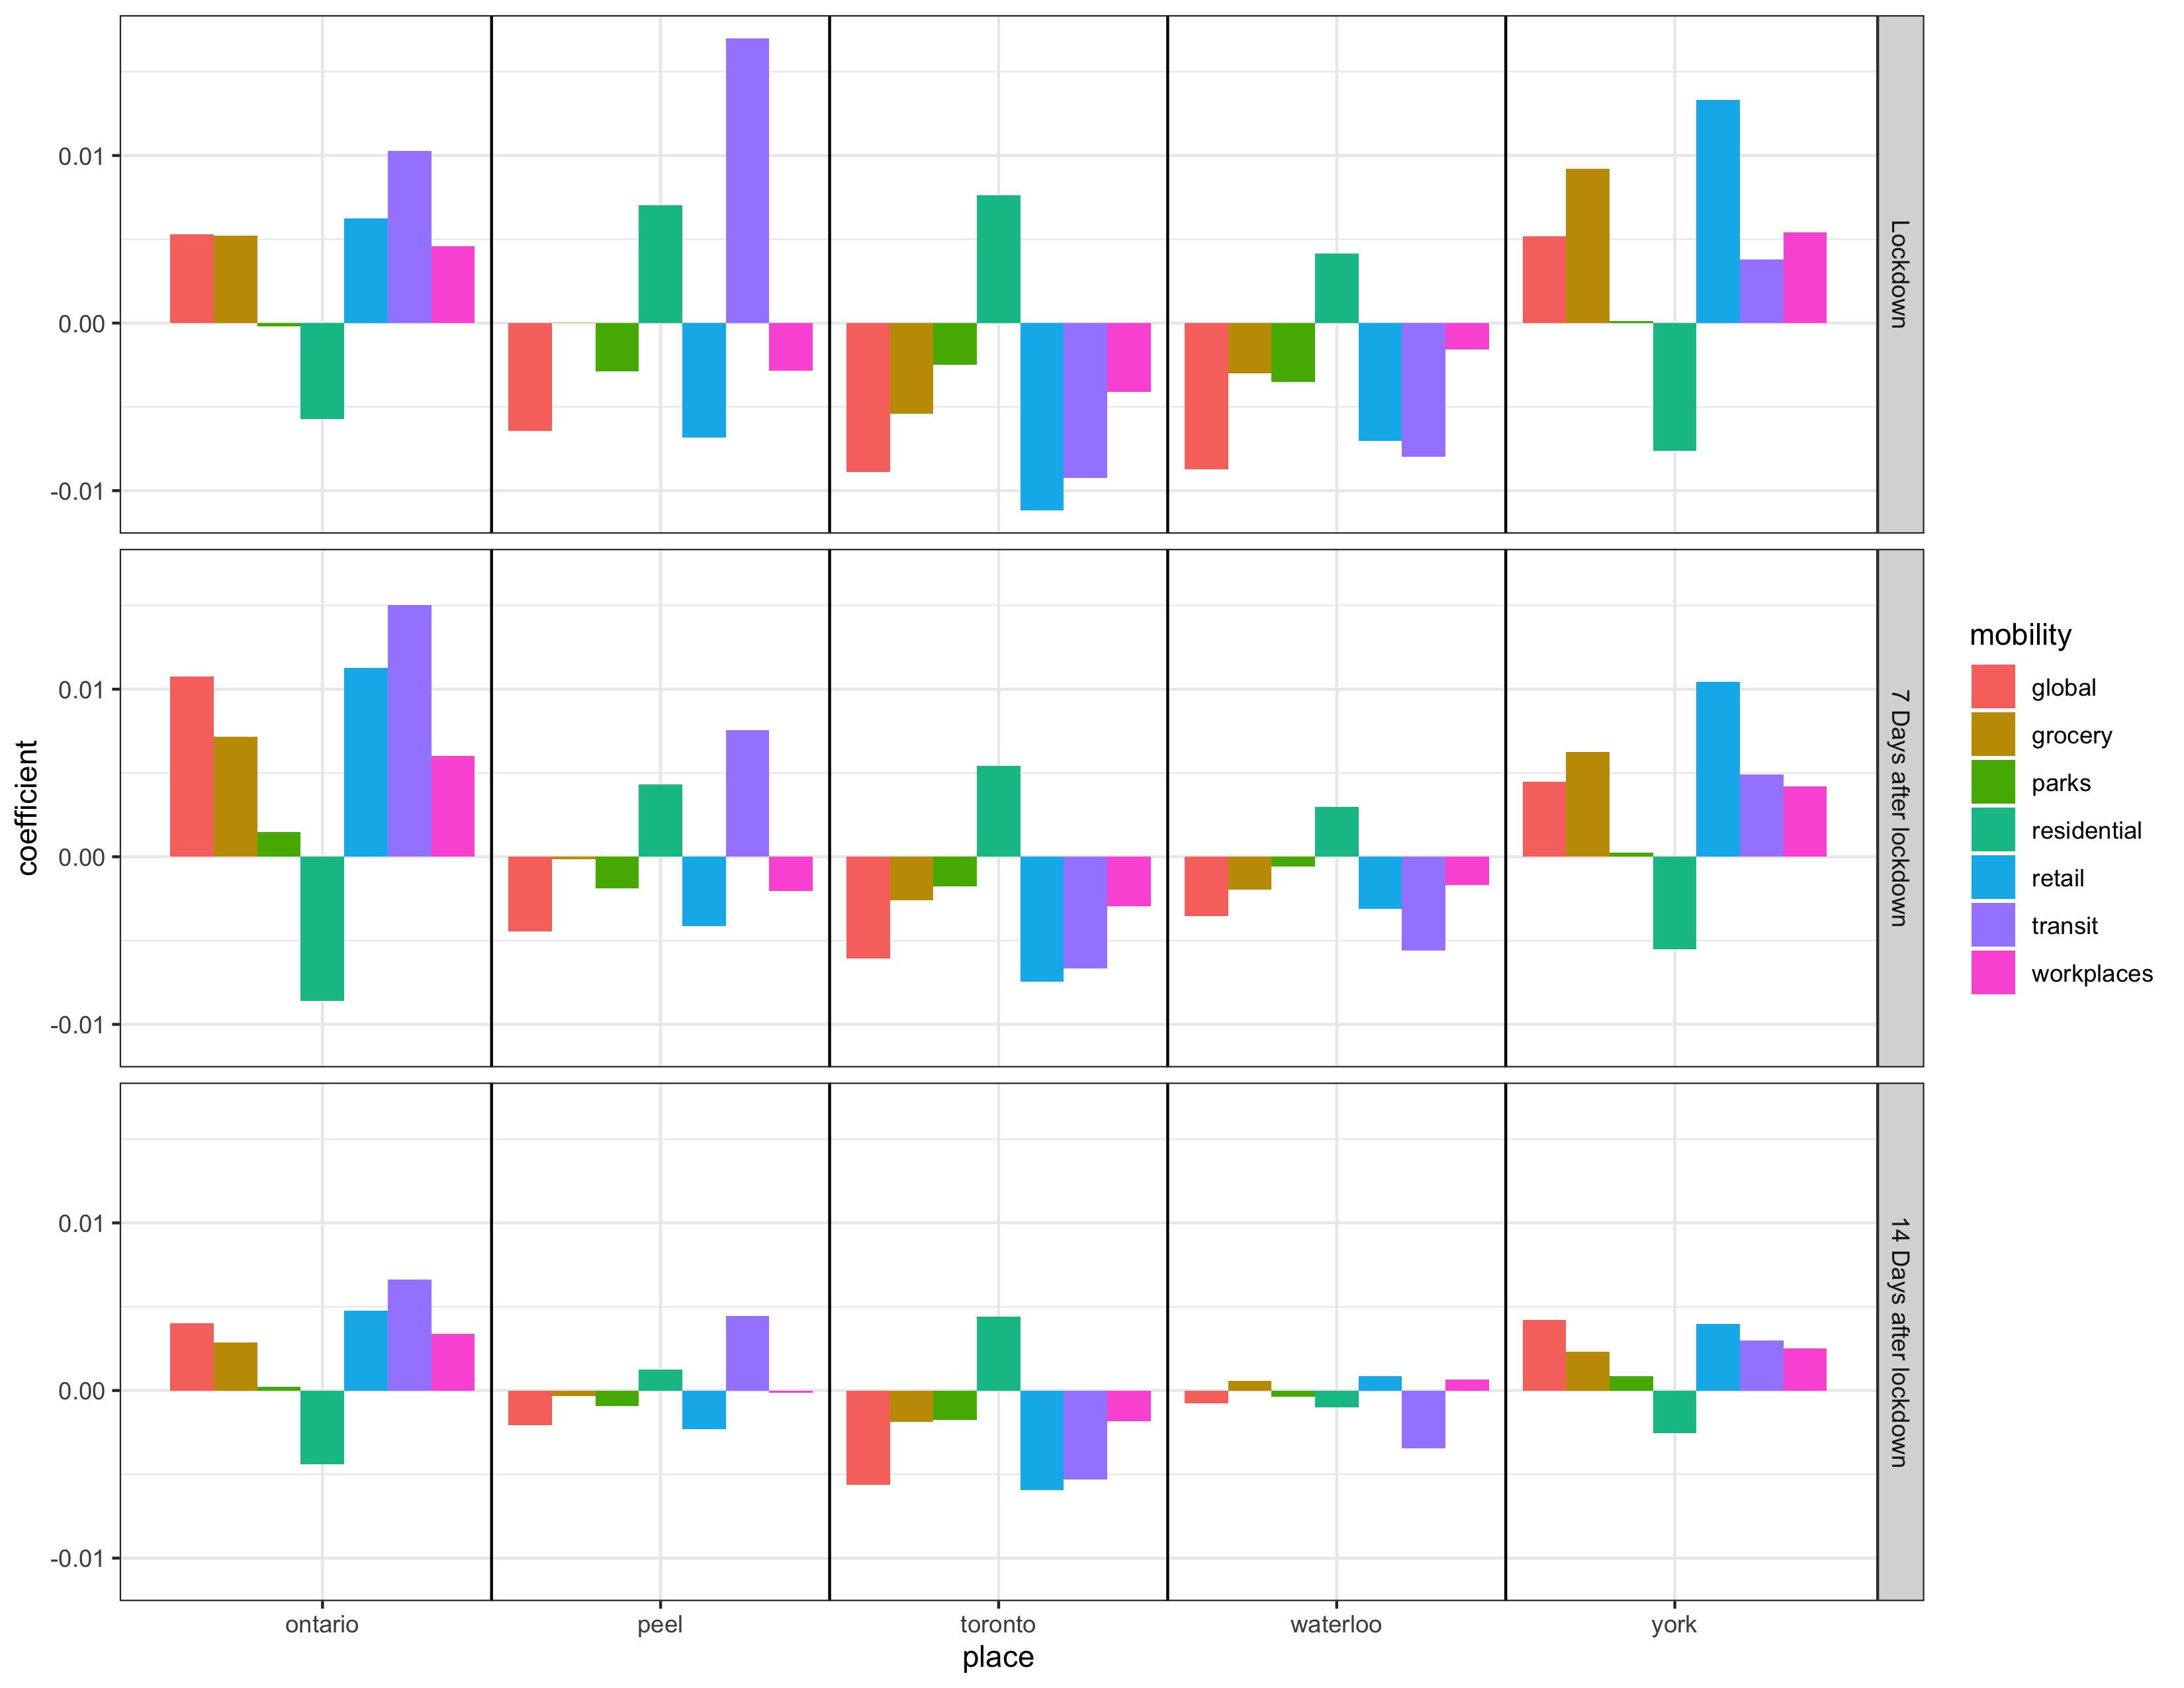 coefficient
0.01
0.00
-0.01
Lockdown
0.01
0.00
-0.01
7 Days after lockdown
0.01
0.00
-0.01
14 Days after lockdown
ontario
peel
toronto
waterloo
york
place
mobility
global
grocery
parks
residential
retail
transit
workplaces